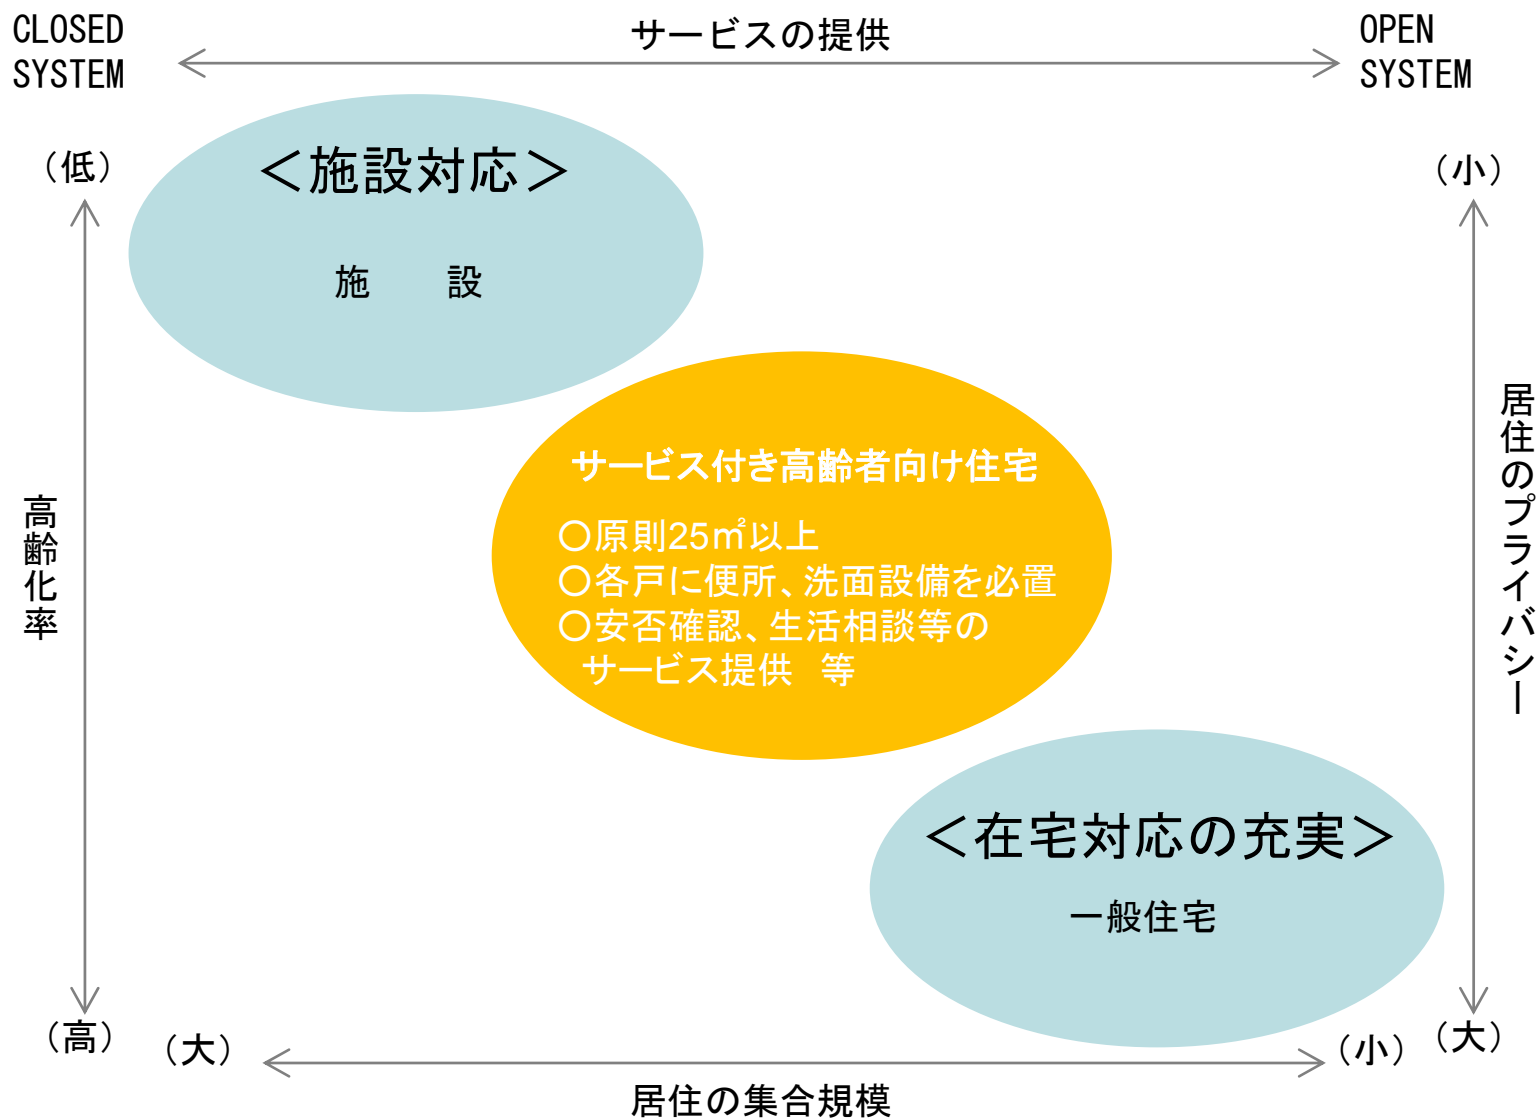 CLOSED
SYSTEM
サービスの提供
OPEN
SYSTEM
（低）
＜施設対応＞
（小）
施　　設
サービス付き高齢者向け住宅
○原則25㎡以上
○各戸に便所、洗面設備を必置
○安否確認、生活相談等の
サービス提供　等
高齢化率
居住のプライバシー
＜在宅対応の充実＞
一般住宅
（高）
（大）
（小）
（大）
居住の集合規模